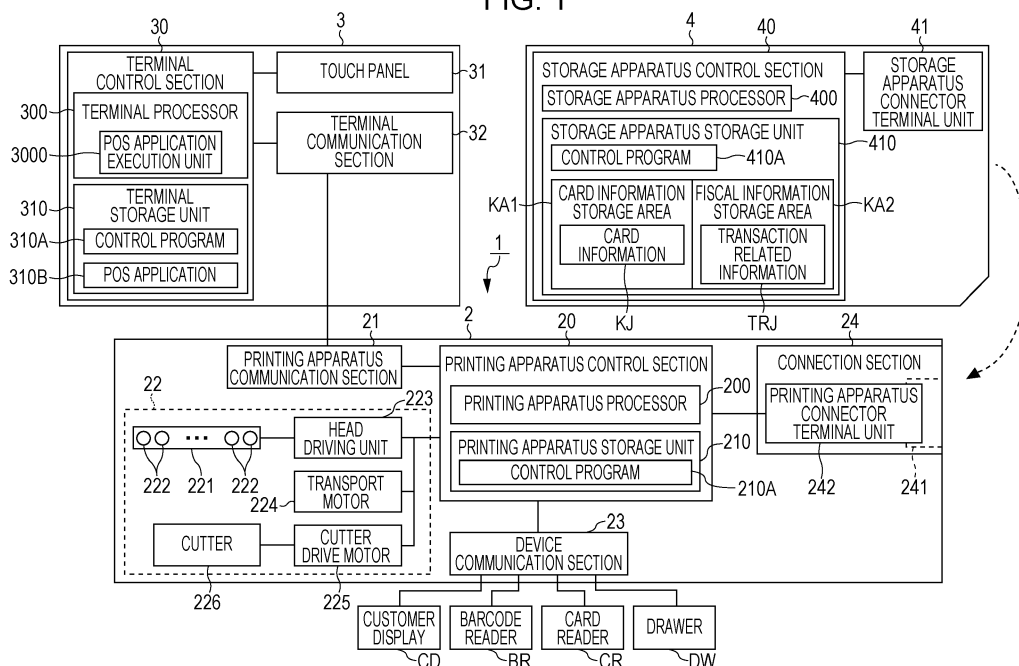 FIG. 1
3
30
TERMINAL
CONTROL SECTION
300
TERMINAL PROCESSOR
3000
POS APPLICATION
EXECUTION UNIT
310
TERMINAL
STORAGE UNIT
310A
CONTROL PROGRAM
310B
POS APPLICATION
TOUCH PANEL
31
TERMINAL
COMMUNICATION
SECTION
32
4
40
STORAGE APPARATUS CONTROL SECTION
STORAGE APPARATUS PROCESSOR
400
STORAGE APPARATUS STORAGE UNIT
410
CONTROL PROGRAM
410A
KA1
CARD INFORMATION
STORAGE AREA
CARD
INFORMATION
KJ
FISCAL INFORMATION
STORAGE AREA
KA2
TRANSACTION
RELATED
INFORMATION
TRJ
41
STORAGE
APPARATUS
CONNECTOR
TERMINAL UNIT
1
2
21
PRINTING APPARATUS
COMMUNICATION SECTION
20
PRINTING APPARATUS CONTROL SECTION
PRINTING APPARATUS PROCESSOR
200
PRINTING APPARATUS STORAGE UNIT
210
CONTROL PROGRAM
210A
24
CONNECTION SECTION
PRINTING APPARATUS
CONNECTOR
TERMINAL UNIT
242
241
22
222
221
222
223
HEAD
DRIVING UNIT
224
TRANSPORT
MOTOR
CUTTER
226
CUTTER
DRIVE MOTOR
225
23
DEVICE
COMMUNICATION SECTION
CUSTOMER
DISPLAY
CD
BARCODE
READER
BR
CARD
READER
CR
DRAWER
DW